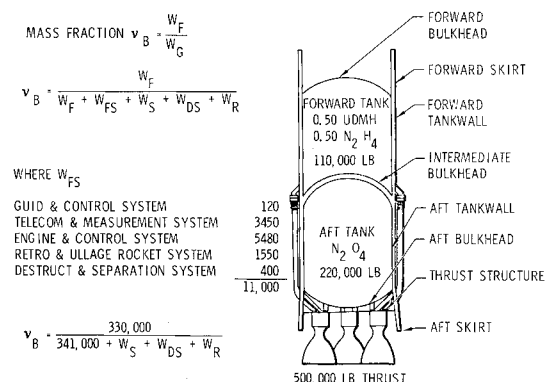 MASS FRACTION ν_B = W_F / W_G
ν_B = W_F / (W_F + W_FS + W_S + W_DS + W_R)
WHERE W_FS
GUID & CONTROL SYSTEM 120
TELECOM & MEASUREMENT SYSTEM 3450
ENGINE & CONTROL SYSTEM 5480
RETRO & ULLAGE ROCKET SYSTEM 1550
DESTRUCT & SEPARATION SYSTEM 400
11,000
ν_B = 330,000 / (341,000 + W_S + W_DS + W_R)
FORWARD BULKHEAD
FORWARD SKIRT
FORWARD TANKWALL
INTERMEDIATE BULKHEAD
AFT TANKWALL
AFT BULKHEAD
THRUST STRUCTURE
AFT SKIRT
FORWARD TANK
0.50 UDMH
0.50 N2 H4
110,000 LB
AFT TANK
N2 O4
220,000 LB
500,000 LB THRUST